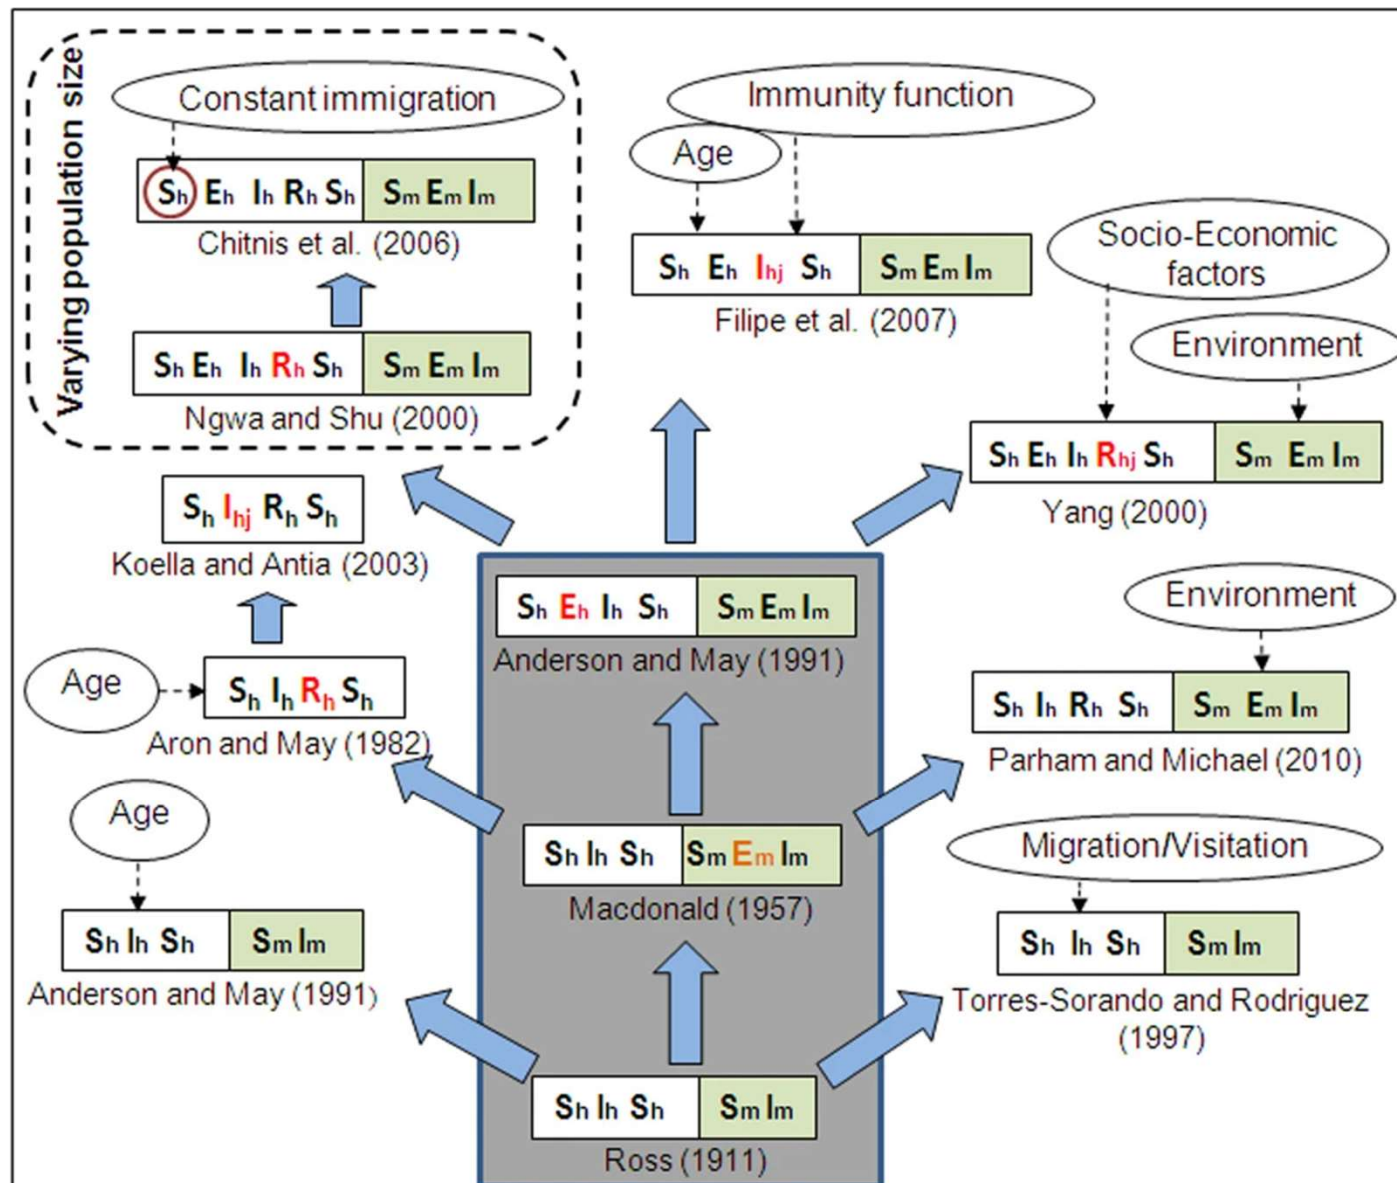 Varying population size
Constant immigration
Sh Eh Ih Rh Sh Sm Em Im
Chitnis et al. (2006)
Sh Eh Ih Rh Sh Sm Em Im
Ngwa and Shu (2000)
Immunity function
Age
Sh Eh Ihj Sh Sm Em Im
Filipe et al. (2007)
Socio-Economic
factors
Environment
Sh Eh Ih Rhj Sh Sm Em Im
Yang (2000)
Sh Ihj Rh Sh
Koella and Antia (2003)
Age
Sh Ih Rh Sh
Aron and May (1982)
Sh Eh Ih Sh Sm Em Im
Anderson and May (1991)
Environment
Sh Ih Rh Sh Sm Em Im
Parham and Michael (2010)
Age
Sh Ih Sh Sm Im
Anderson and May (1991)
Sh Ih Sh Sm Em Im
Macdonald (1957)
Migration/Visitation
Sh Ih Sh Sm Im
Torres-Sorando and Rodriguez
(1997)
Sh Ih Sh Sm Im
Ross (1911)